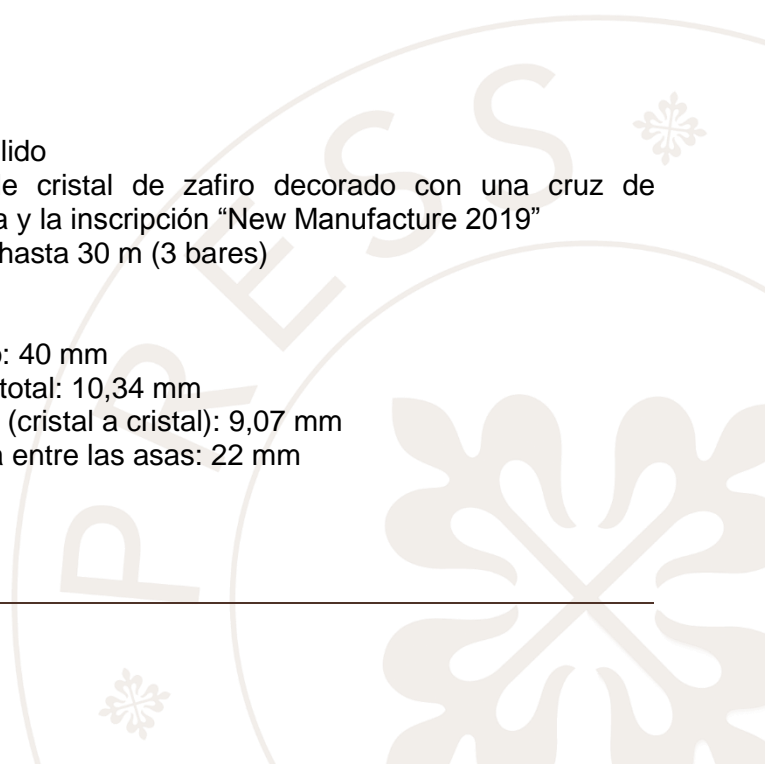 lido
e cristal de zafiro decorado con una cruz de
a y la inscripción “New Manufacture 2019”
hasta 30 m (3 bares)
o: 40 mm
total: 10,34 mm
(cristal a cristal): 9,07 mm
a entre las asas: 22 mm
PRESS